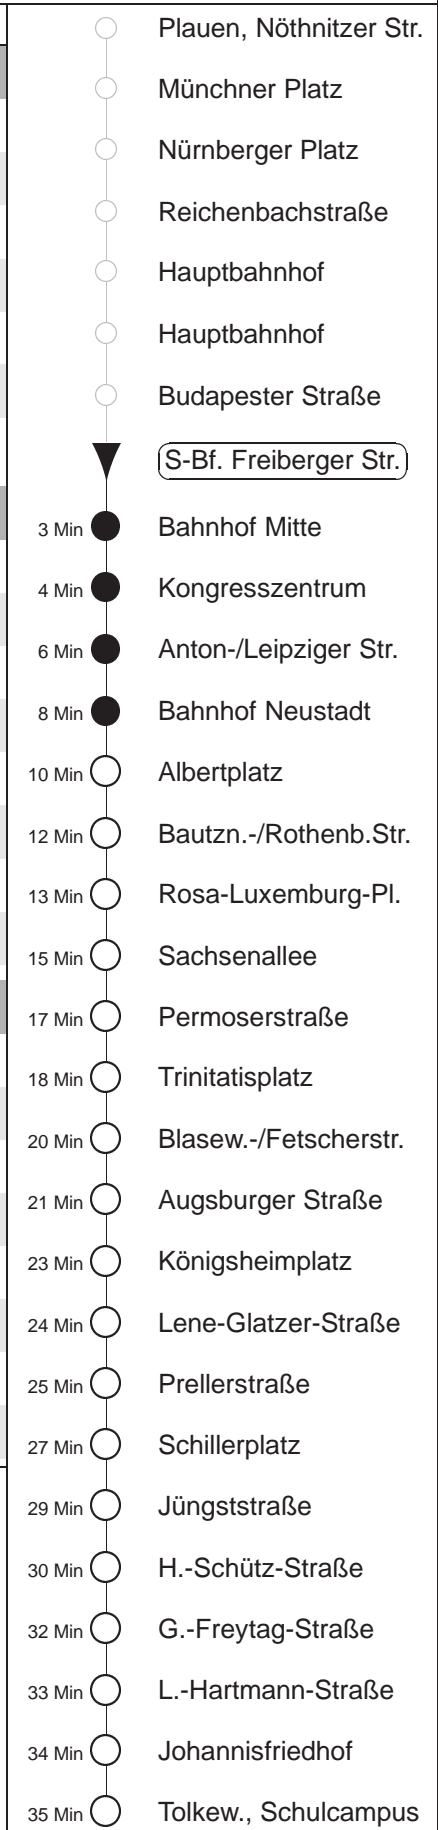 Plauen, Nöthnitzer Str.
Münchner Platz
Nürnberger Platz
Reichenbachstraße
Hauptbahnhof
Hauptbahnhof
Budapester Straße
S-Bf. Freiberger Str.
3 Min Bahnhof Mitte
4 Min Kongresszentrum
6 Min Anton-/Leipziger Str.
8 Min Bahnhof Neustadt
10 Min Albertplatz
12 Min Bautzn.-/Rothenb.Str.
13 Min Rosa-Luxemburg-Pl.
15 Min Sachsenallee
17 Min Permoserstraße
18 Min Trinitatisplatz
20 Min Blasew.-/Fetscherstr.
21 Min Augsburger Straße
23 Min Königsheimplatz
24 Min Lene-Glatzer-Straße
25 Min Prellerstraße
27 Min Schillerplatz
29 Min Jüngststraße
30 Min H.-Schütz-Straße
32 Min G.-Freytag-Straße
33 Min L.-Hartmann-Straße
34 Min Johannisfriedhof
35 Min Tolkew., Schulcampus